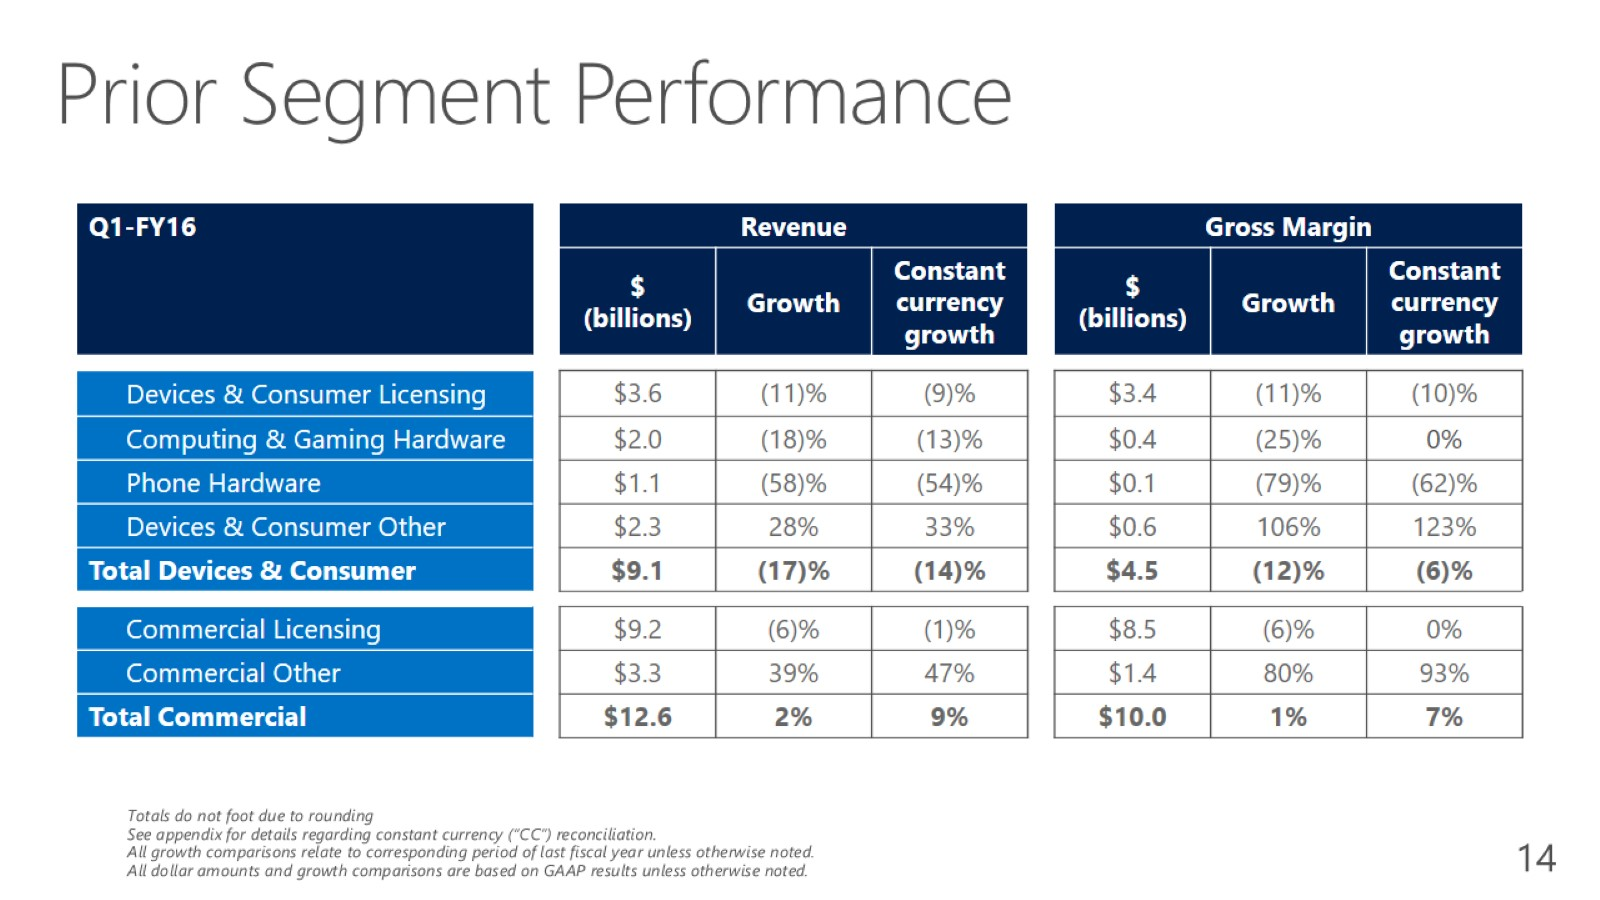 Prior Segment Performance
Q1-FY16
Revenue
Gross Margin
$ (billions)
Growth
Constant currency growth
$ (billions)
Growth
Constant currency growth
Devices & Consumer Licensing $3.6 (11)% (9)% $3.4 (11)% (10)%
Computing & Gaming Hardware $2.0 (18)% (13)% $0.4 (25)% 0%
Phone Hardware $1.1 (58)% (54)% $0.1 (79)% (62)%
Devices & Consumer Other $2.3 28% 33% $0.6 106% 123%
Total Devices & Consumer $9.1 (17)% (14)% $4.5 (12)% (6)%
Commercial Licensing $9.2 (6)% (1)% $8.5 (6)% 0%
Commercial Other $3.3 39% 47% $1.4 80% 93%
Total Commercial $12.6 2% 9% $10.0 1% 7%
Totals do not foot due to rounding
See appendix for details regarding constant currency (“CC”) reconciliation.
All growth comparisons relate to corresponding period of last fiscal year unless otherwise noted.
All dollar amounts and growth comparisons are based on GAAP results unless otherwise noted.
14